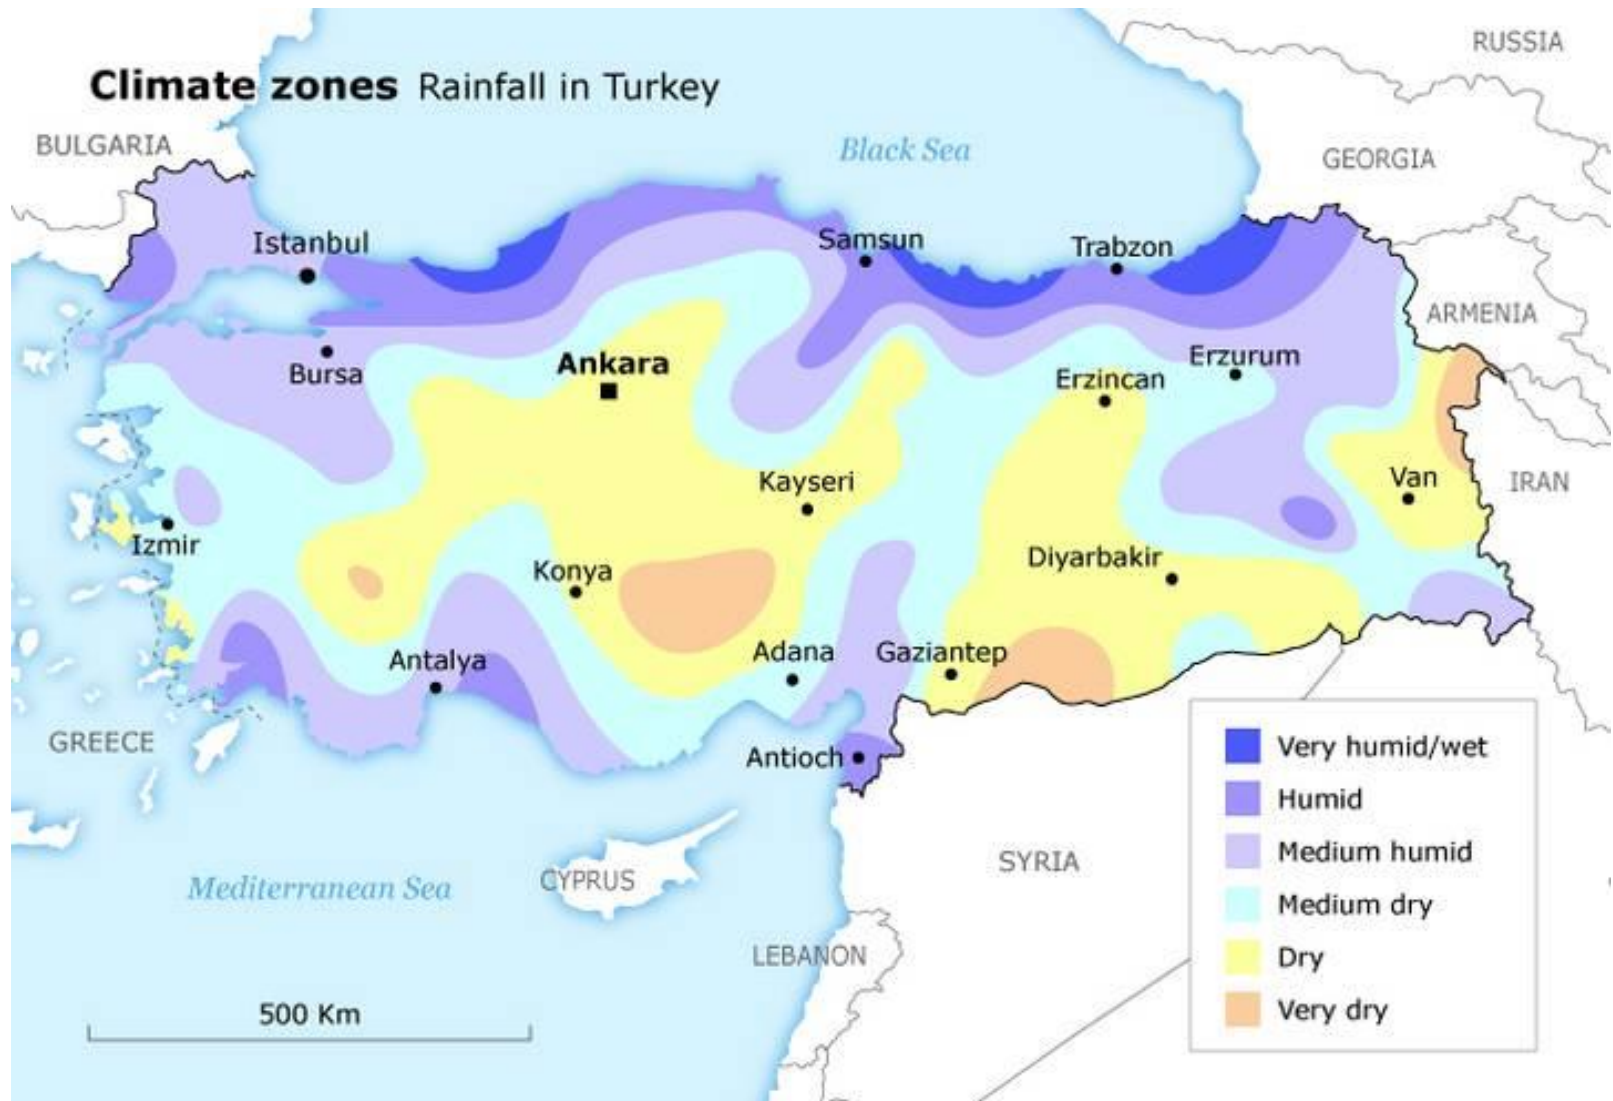 Climate zones Rainfall in Turkey
RUSSIA
BULGARIA
Black Sea
GEORGIA
Istanbul
Samsun
Trabzon
ARMENIA
Bursa
Ankara
Erzincan
Erzurum
Kayseri
Van
IRAN
Izmir
Konya
Diyarbakir
Antalya
Adana
Gaziantep
GREECE
Antioch
Mediterranean Sea
CYPRUS
SYRIA
LEBANON
500 Km
Very humid/wet
Humid
Medium humid
Medium dry
Dry
Very dry